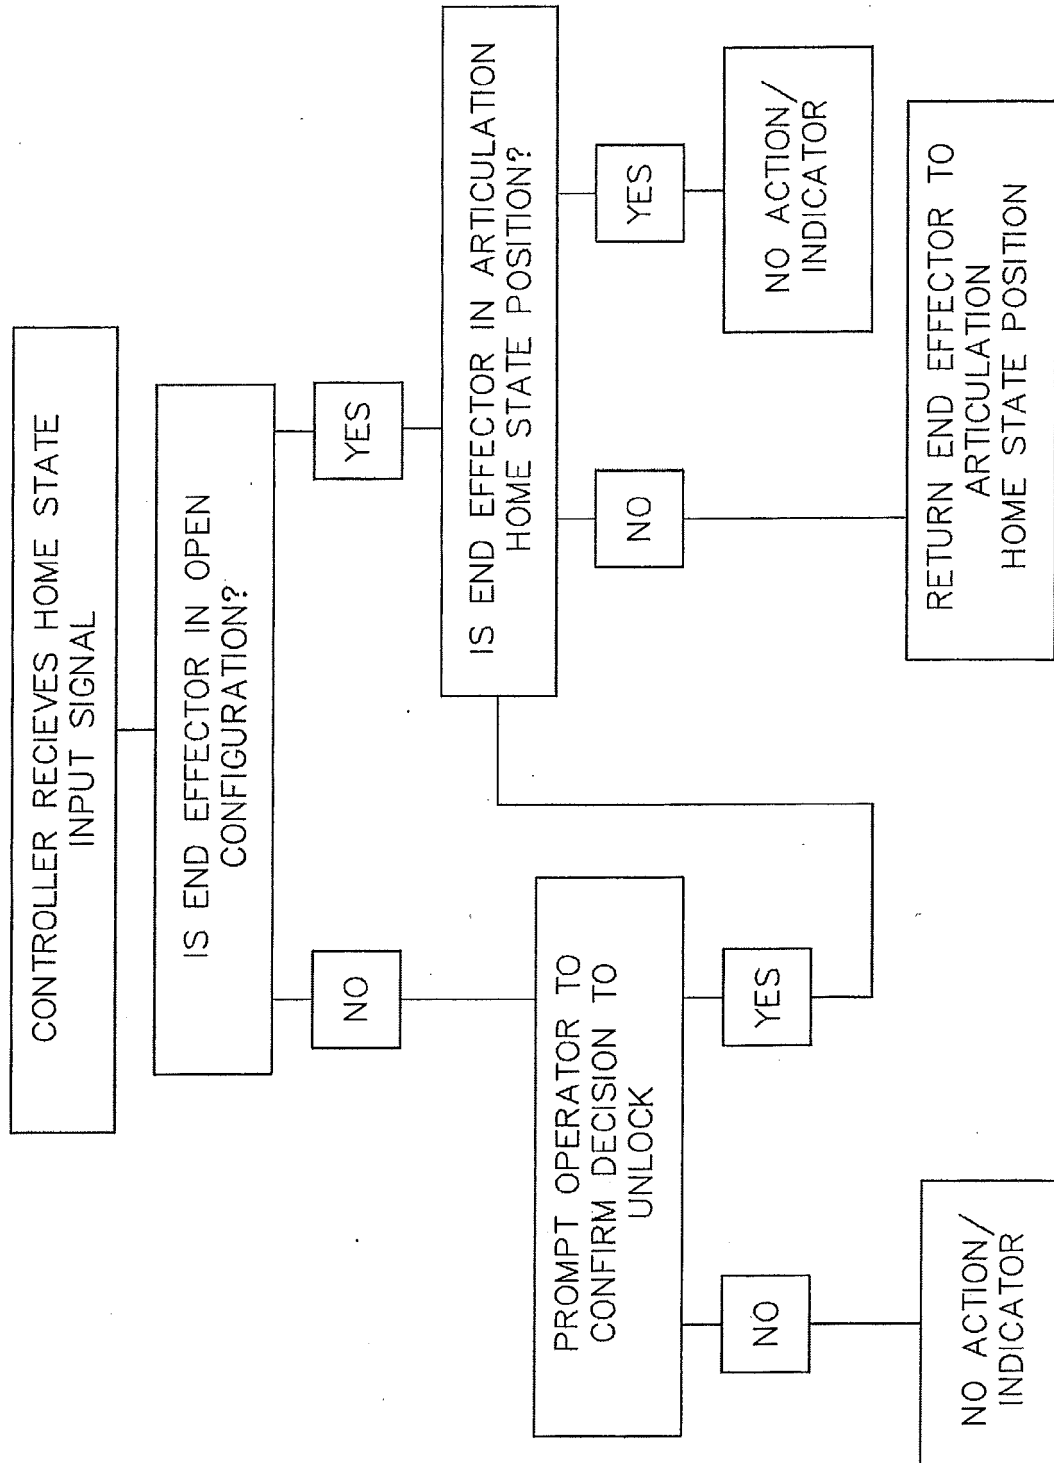 CONTROLLER RECIEVES HOME STATE
INPUT SIGNAL
IS END EFFECTOR IN OPEN
CONFIGURATION?
NO
YES
PROMPT OPERATOR TO
CONFIRM DECISION TO
UNLOCK
IS END EFFECTOR IN ARTICULATION
HOME STATE POSITION?
NO
YES
NO
YES
NO ACTION/
INDICATOR
RETURN END EFFECTOR TO
ARTICULATION
HOME STATE POSITION
NO ACTION/
INDICATOR